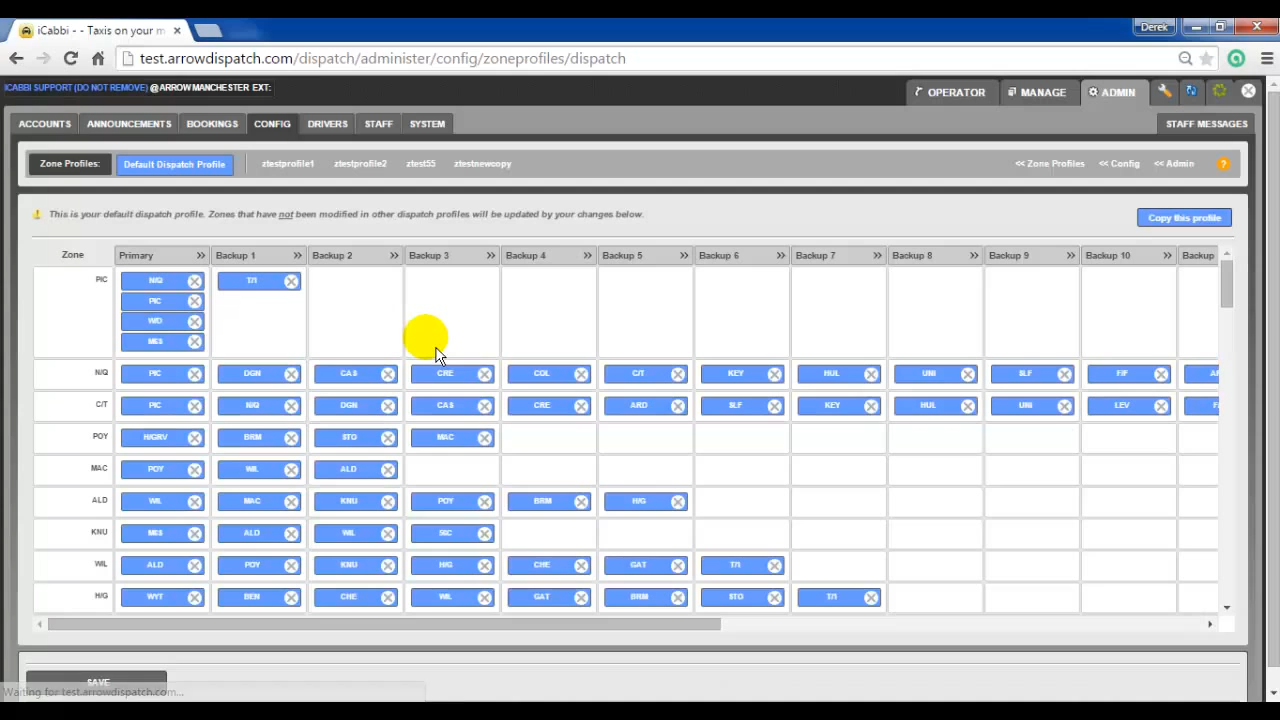 iCabbi - - Taxis on your m
Derek
test.arrowdispatch.com/dispatch/administer/config/zoneprofiles/dispatch
ICABBI SUPPORT (DO NOT REMOVE) @ARROW MANCHESTER EXT:
OPERATOR MANAGE ADMIN
ACCOUNTS ANNOUNCEMENTS BOOKINGS CONFIG DRIVERS STAFF SYSTEM STAFF MESSAGES
Zone Profiles: Default Dispatch Profile ztestprofile1 ztestprofile2 ztest55 ztestnewcopy << Zone Profiles << Config << Admin ?
This is your default dispatch profile. Zones that have not been modified in other dispatch profiles will be updated by your changes below.
Copy this profile
Zone Primary >> Backup 1 >> Backup 2 >> Backup 3 >> Backup 4 >> Backup 5 >> Backup 6 >> Backup 7 >> Backup 8 >> Backup 9 >> Backup 10 >> Backup
PIC N/Q T/1
PIC
W/D
MES
N/Q PIC DGN CAS CRE COL C/T KEY HUL UNI SLF F/F
C/T PIC N/Q DGN CAS CRE ARD SLF KEY HUL UNI LEV
POY H/GRV BRM STO MAC
MAC POY WIL ALD
ALD WIL MAC KNU POY BRM H/G
KNU MES ALD WIL SIC
WIL ALD POY KNU H/G CHE GAT T/1
H/G WYT BEN CHE WIL GAT BRM STO T/1
SAVE
Waiting for test.arrowdispatch.com...